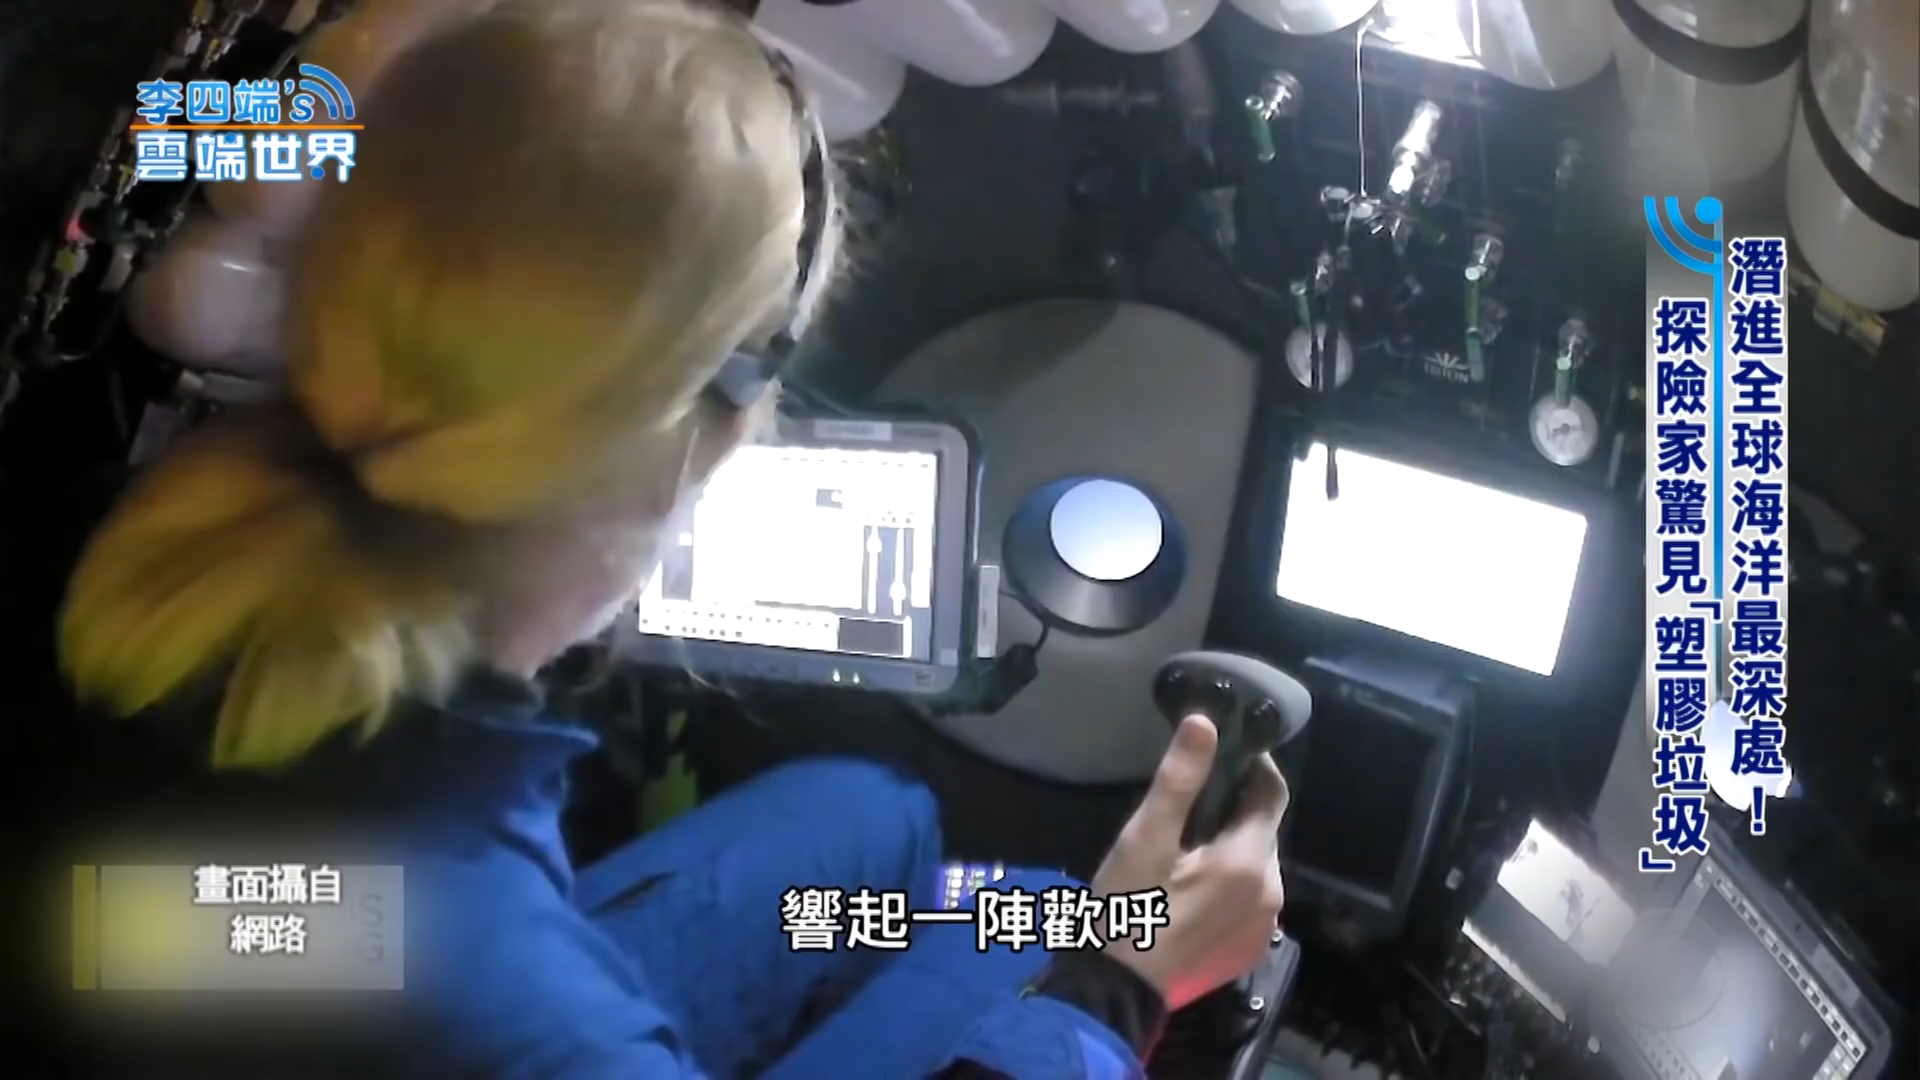 李四端's
雲端世界
潛進全球海洋最深處！
探險家驚見「塑膠垃圾」
TRITON
畫面攝自
網路
響起一陣歡呼